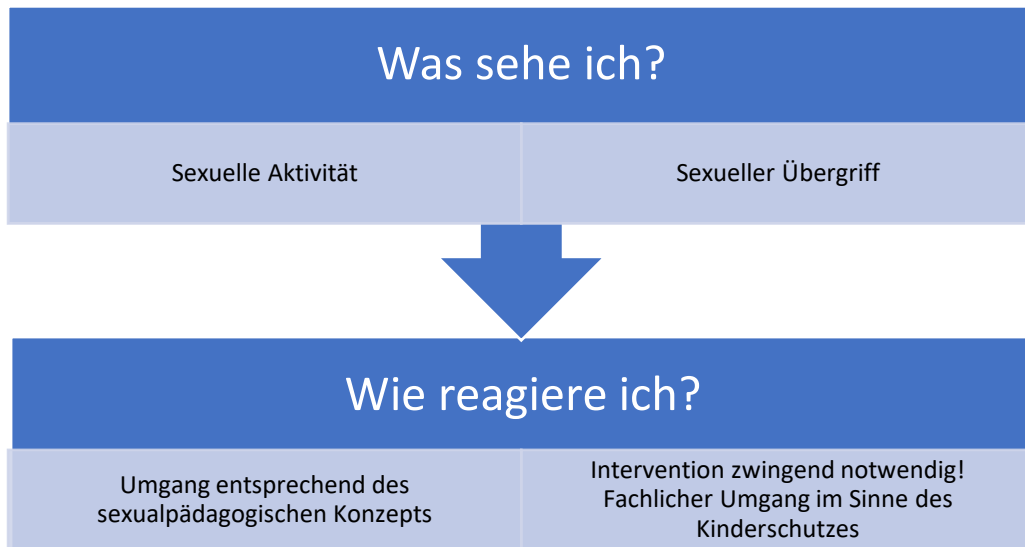 Was sehe ich?
Sexuelle Aktivität
Sexueller Übergriff
Wie reagiere ich?
Umgang entsprechend des
sexualpädagogischen Konzepts
Intervention zwingend notwendig!
Fachlicher Umgang im Sinne des
Kinderschutzes